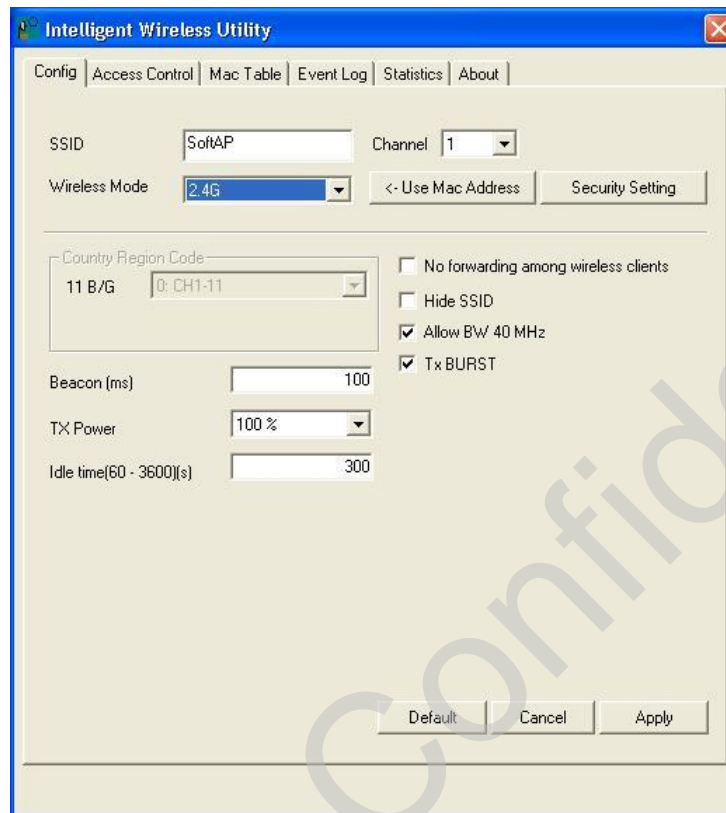 Intelligent Wireless Utility
Config Access Control Mac Table Event Log Statistics About
SSID SoftAP Channel 1
Wireless Mode 2.4G <- Use Mac Address Security Setting
Country Region Code
11 B/G 0: CH1-11
No forwarding among wireless clients
Hide SSID
Allow BW 40 MHz
Tx BURST
Beacon (ms) 100
TX Power 100 %
Idle time(60 - 3600)(s) 300
Default Cancel Apply
Confide